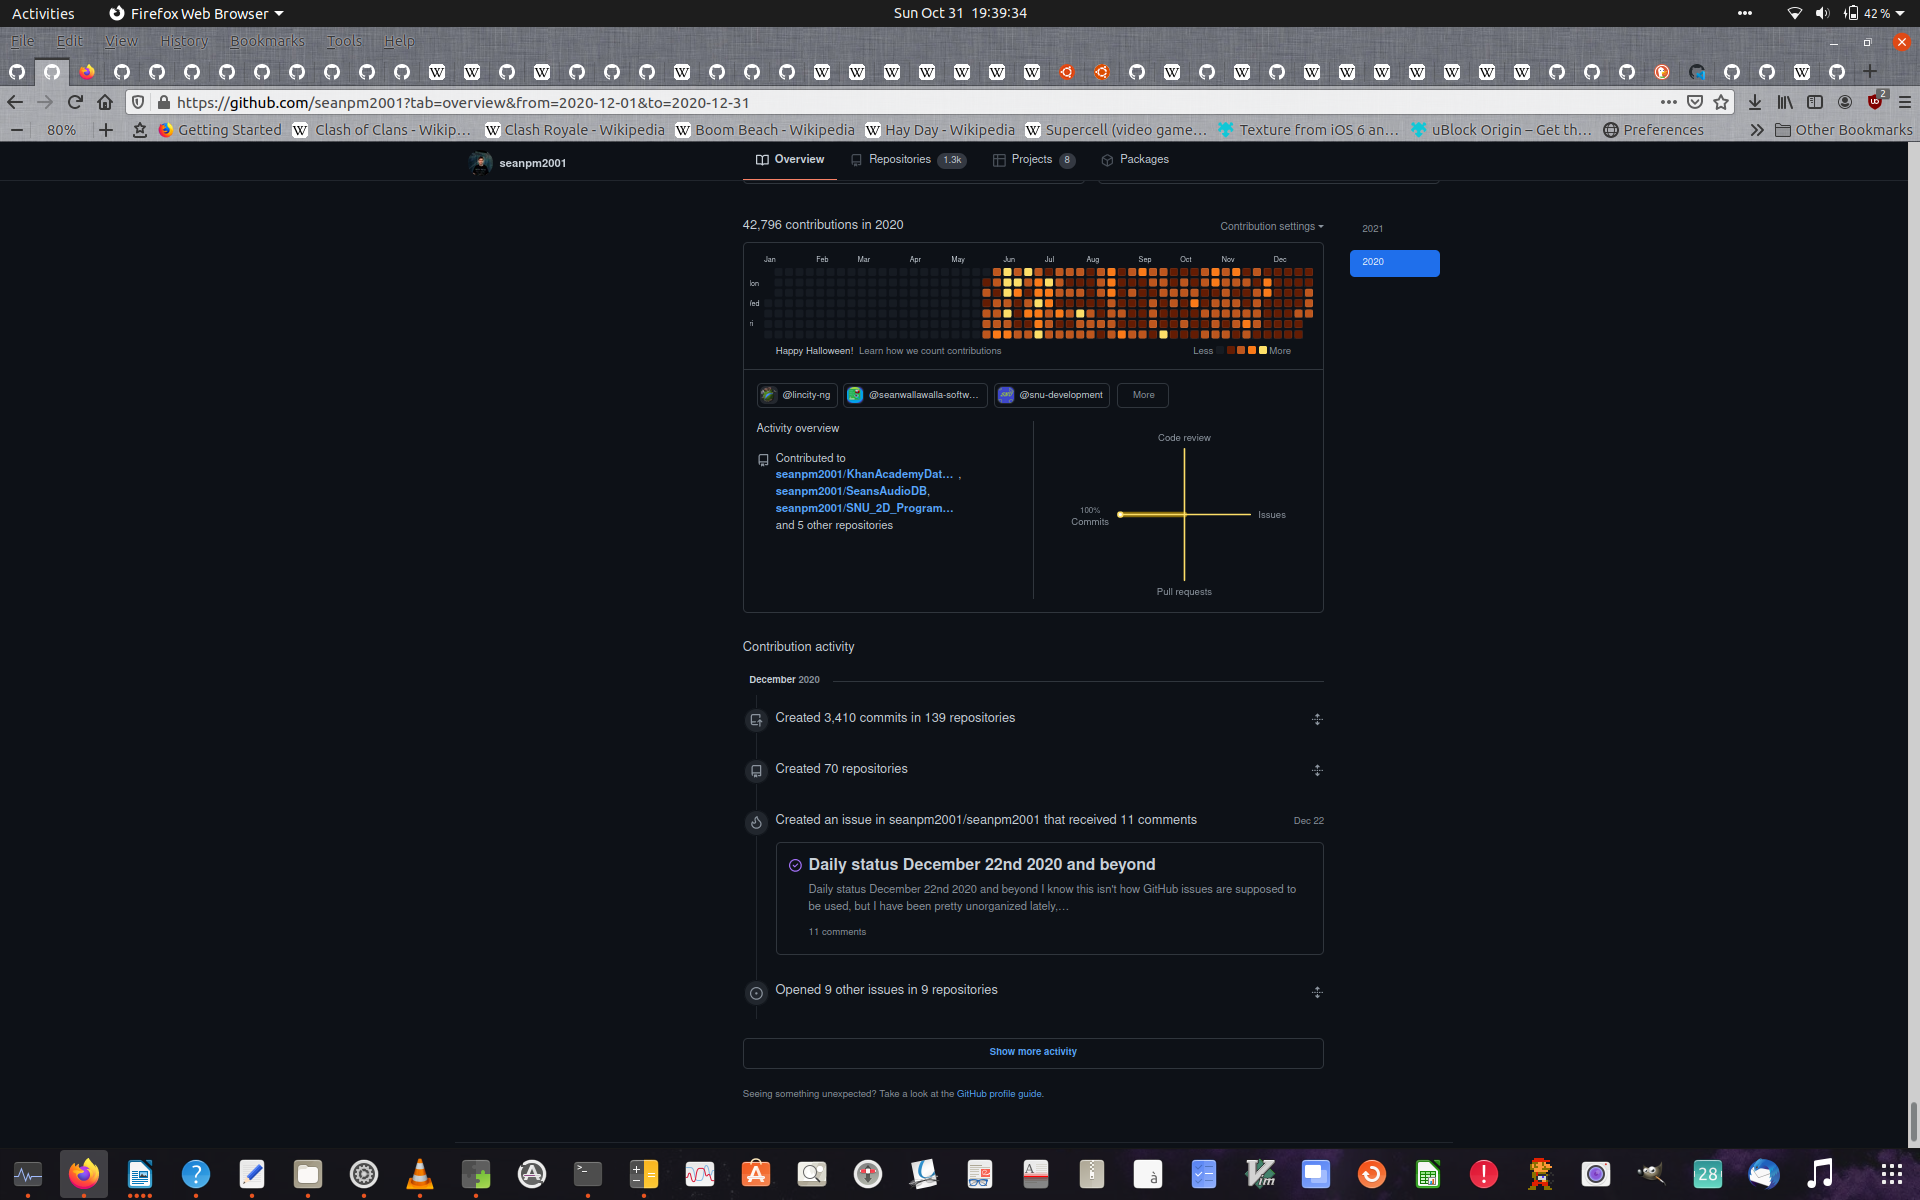 Activities
Firefox Web Browser
Sun Oct 31 19:39:34
42 %
File Edit View History Bookmarks Tools Help
https://github.com/seanpm2001?tab=overview&from=2020-12-01&to=2020-12-31
2
80%
Getting Started
Clash of Clans - Wikip…
Clash Royale - Wikipedia
Boom Beach - Wikipedia
Hay Day - Wikipedia
Supercell (video game…
Texture from iOS 6 an…
uBlock Origin – Get th…
Preferences
Other Bookmarks
seanpm2001
Overview
Repositories 1.3k
Projects 8
Packages
42,796 contributions in 2020
Contribution settings
2021
2020
Jan Feb Mar Apr May Jun Jul Aug Sep Oct Nov Dec
Happy Halloween! Learn how we count contributions
Less More
@lincity-ng
@seanwallawalla-softw…
@snu-development
More
Activity overview
Contributed to
seanpm2001/KhanAcademyDat… ,
seanpm2001/SeansAudioDB,
seanpm2001/SNU_2D_Program…
and 5 other repositories
Code review
100%
Commits
Issues
Pull requests
Contribution activity
December 2020
Created 3,410 commits in 139 repositories
Created 70 repositories
Created an issue in seanpm2001/seanpm2001 that received 11 comments
Dec 22
Daily status December 22nd 2020 and beyond
Daily status December 22nd 2020 and beyond I know this isn't how GitHub issues are supposed to
be used, but I have been pretty unorganized lately,…
11 comments
Opened 9 other issues in 9 repositories
Show more activity
Seeing something unexpected? Take a look at the GitHub profile guide.
28